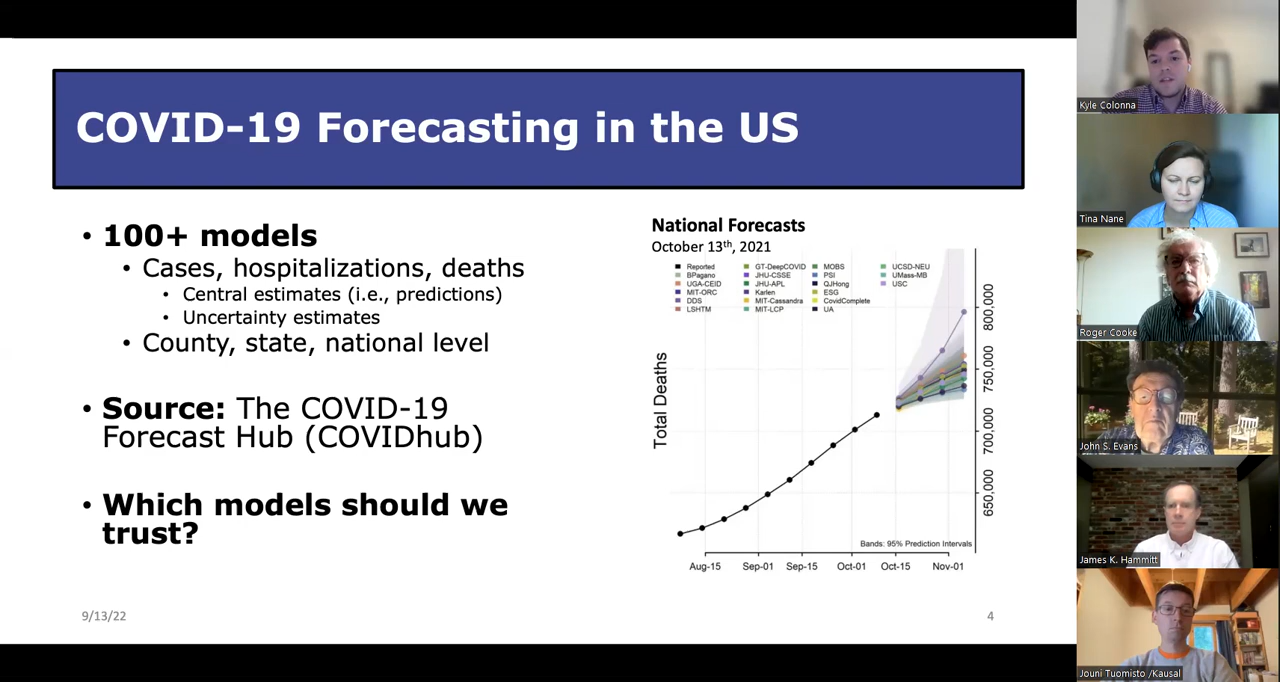 COVID-19 Forecasting in the US
• 100+ models
• Cases, hospitalizations, deaths
• Central estimates (i.e., predictions)
• Uncertainty estimates
• County, state, national level
• Source: The COVID-19
Forecast Hub (COVIDhub)
• Which models should we
trust?
National Forecasts
October 13th, 2021
Reported
BPagano
UGA-CEID
MIT-ORC
DDS
LSHTM
GT-DeepCOVID
JHU-CSSE
JHU-APL
Karlen
MIT-Cassandra
MIT-LCP
MOBS
PSI
QJHong
ESG
CovidComplete
UA
UCSD-NEU
UMass-MB
USC
Total Deaths
800,000
750,000
700,000
650,000
Bands: 95% Prediction Intervals
Aug-15 Sep-01 Sep-15 Oct-01 Oct-15 Nov-01
9/13/22
4
Kyle Colonna
Tina Nane
Roger Cooke
John S. Evans
James K. Hammitt
Jouni Tuomisto /Kausal